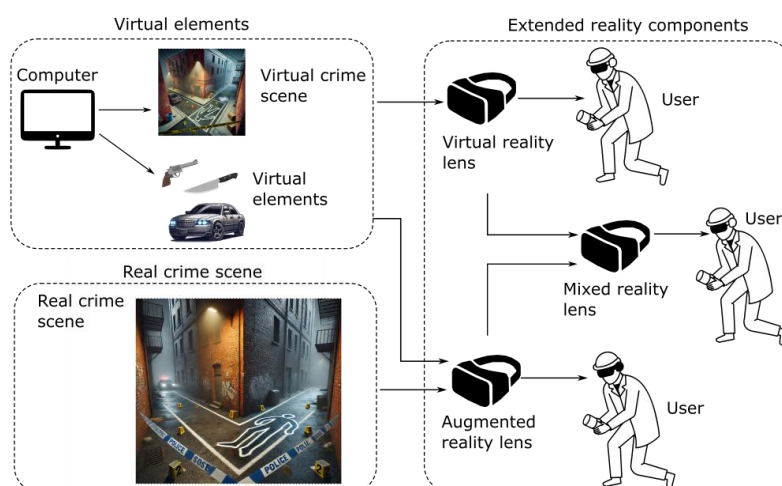 Virtual elements
Extended reality components
Computer
Virtual crime
scene
Virtual
elements
Virtual reality
lens
User
Mixed reality
lens
User
Real crime scene
Real crime
scene
POLICE
POLICE
Augmented
reality lens
User